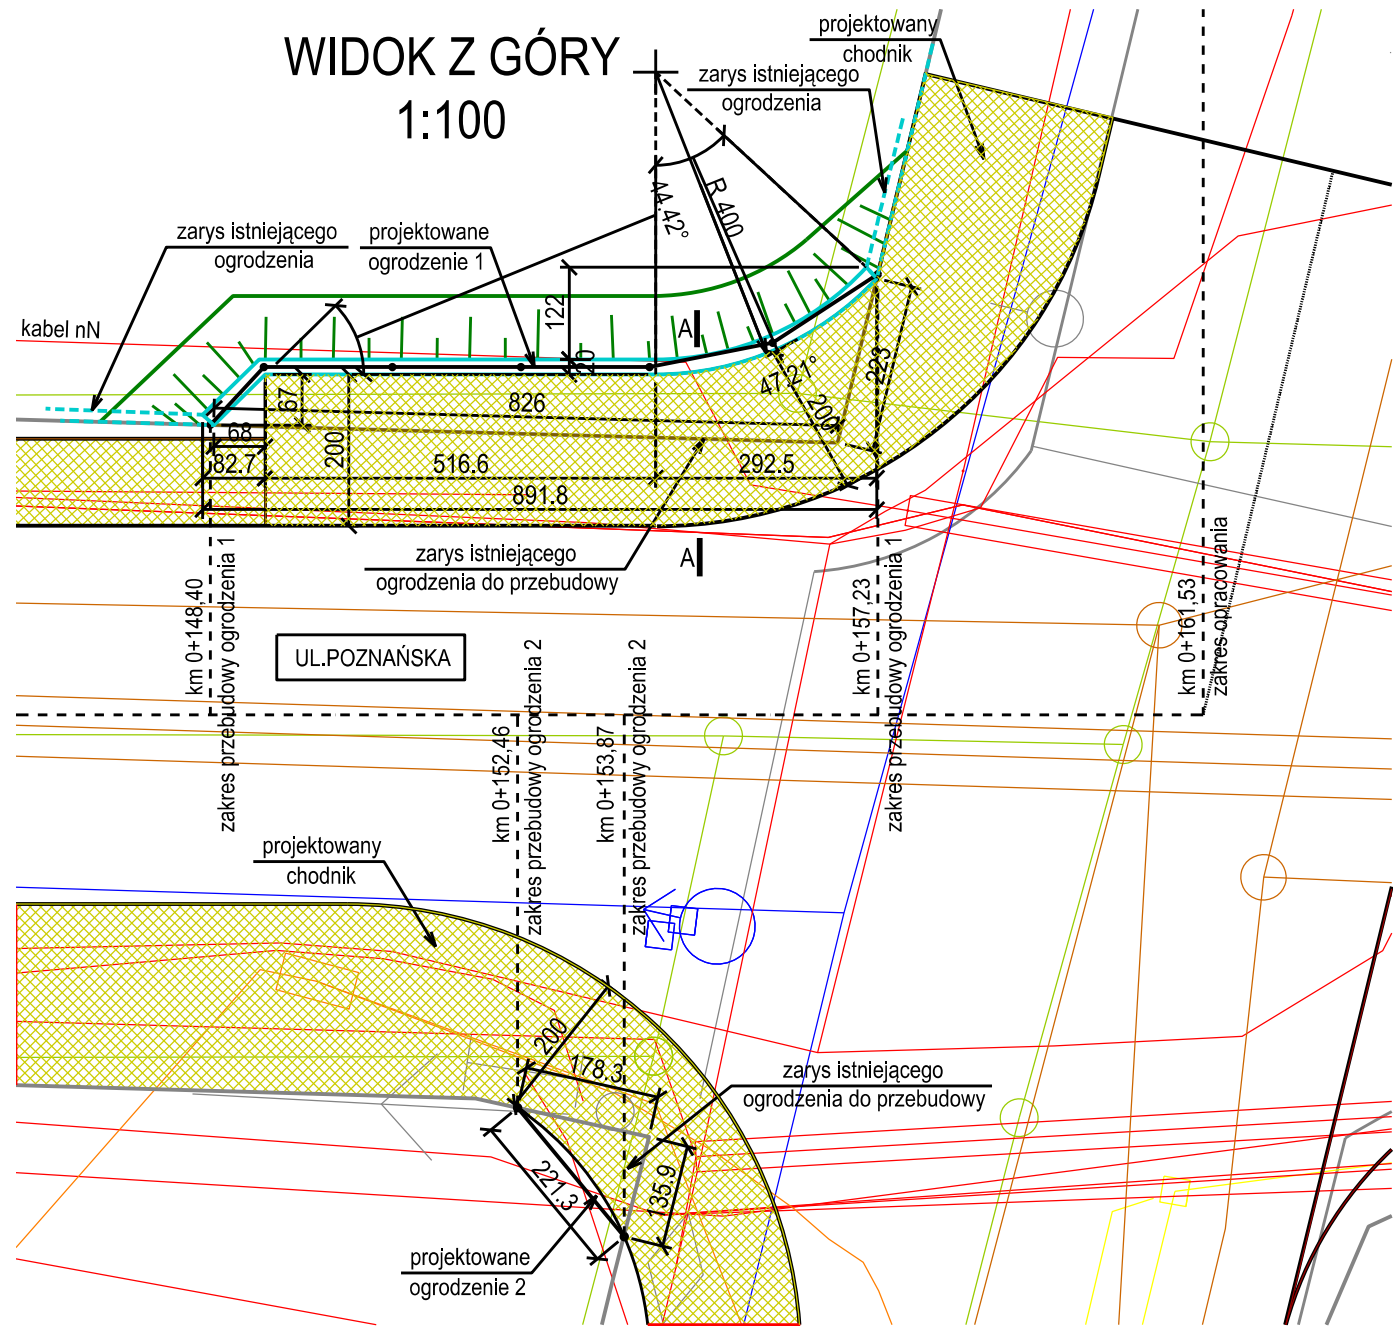 WIDOK Z GÓRY
1:100
projektowany
chodnik
zarys istniejącego
ogrodzenia
zarys istniejącego
ogrodzenia
projektowane
ogrodzenie 1
kabel nN
R 400
44.42°
122
20
A
47.21°
223
200
67
826
68
200
82.7
516.6
292.5
891.8
zarys istniejącego
ogrodzenia do przebudowy
A
km 0+148,40
zakres przebudowy ogrodzenia 1
UL.POZNAŃSKA
km 0+157,23
zakres przebudowy ogrodzenia 1
km 0+161,53
zakres opracowania
km 0+152,46
zakres przebudowy ogrodzenia 2
km 0+153,87
zakres przebudowy ogrodzenia 2
projektowany
chodnik
200
178.3
zarys istniejącego
ogrodzenia do przebudowy
221.3
135.9
projektowane
ogrodzenie 2